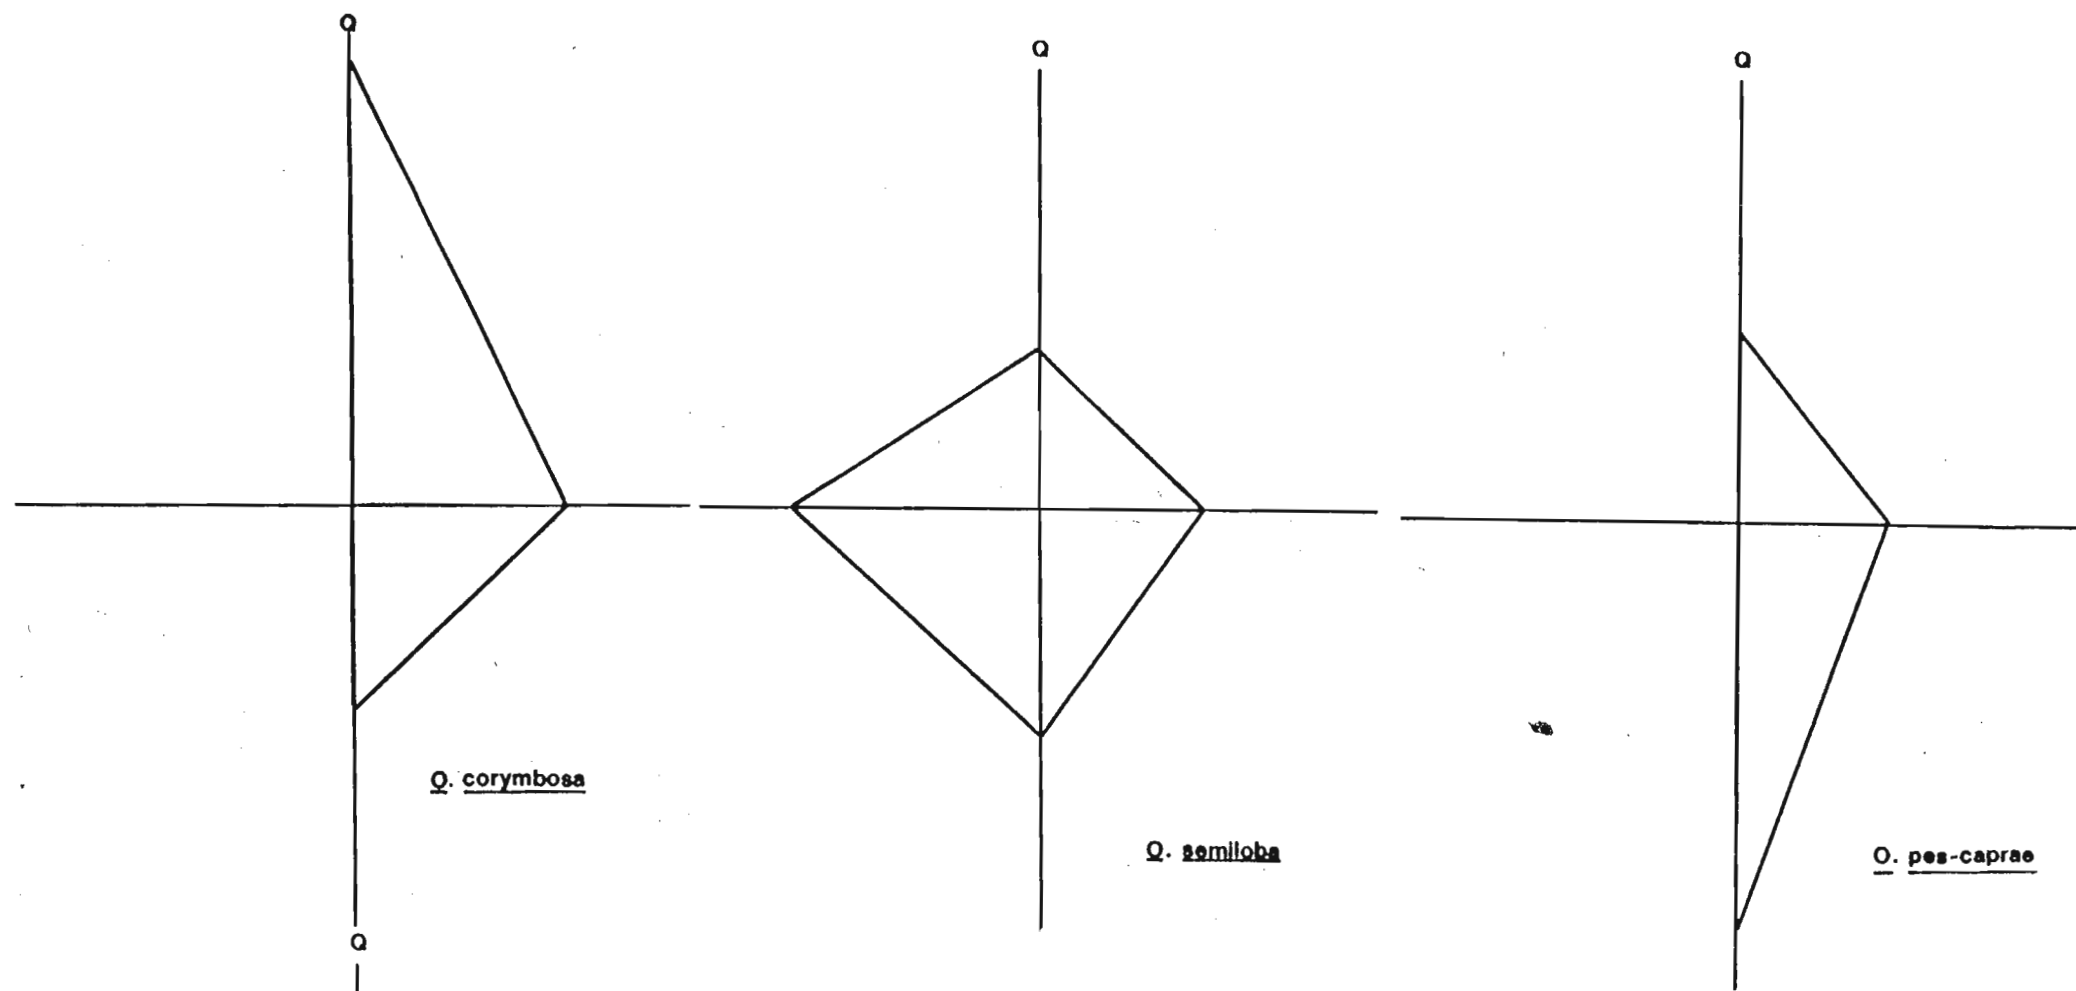 Q
Q
Q
O. corymbosa
O. semiloba
O. pes-caprae
Q